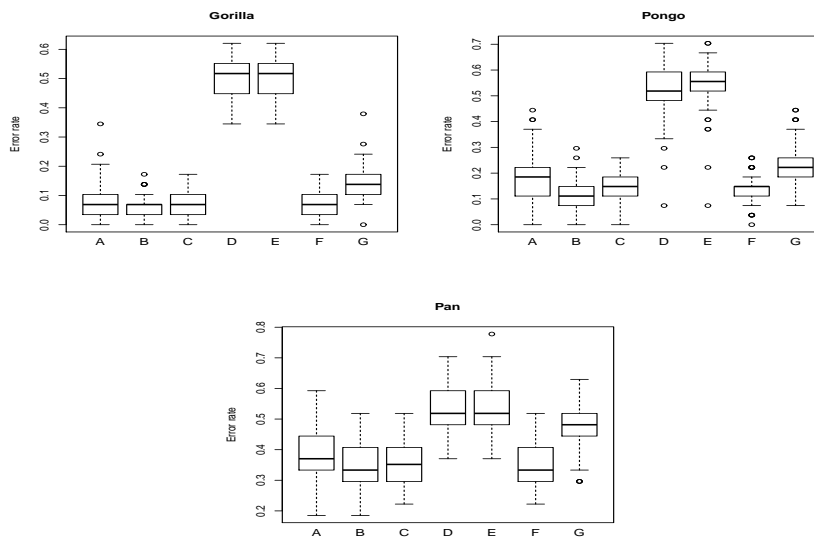 Gorilla
Error rate
0.0 0.1 0.2 0.3 0.4 0.5 0.6
A B C D E F G
Pongo
Error rate
0.0 0.1 0.2 0.3 0.4 0.5 0.6 0.7
A B C D E F G
Pan
Error rate
0.2 0.3 0.4 0.5 0.6 0.7 0.8
A B C D E F G